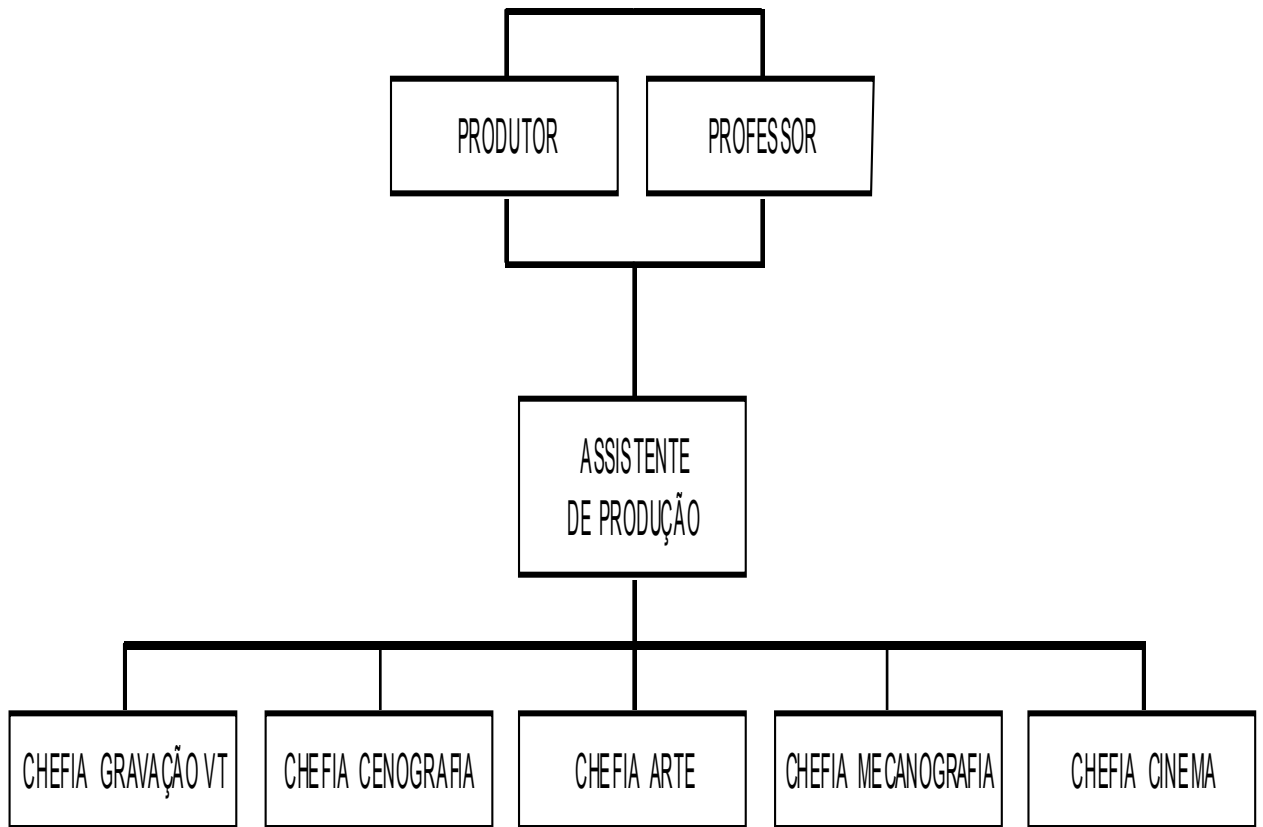 PRODUTOR
PROFESSOR
ASSISTENTE
DE PRODUÇÃO
CHEFIA GRAVAÇÃO VT
CHEFIA CENOGRAFIA
CHEFIA ARTE
CHEFIA MECANOGRAFIA
CHEFIA CINEMA